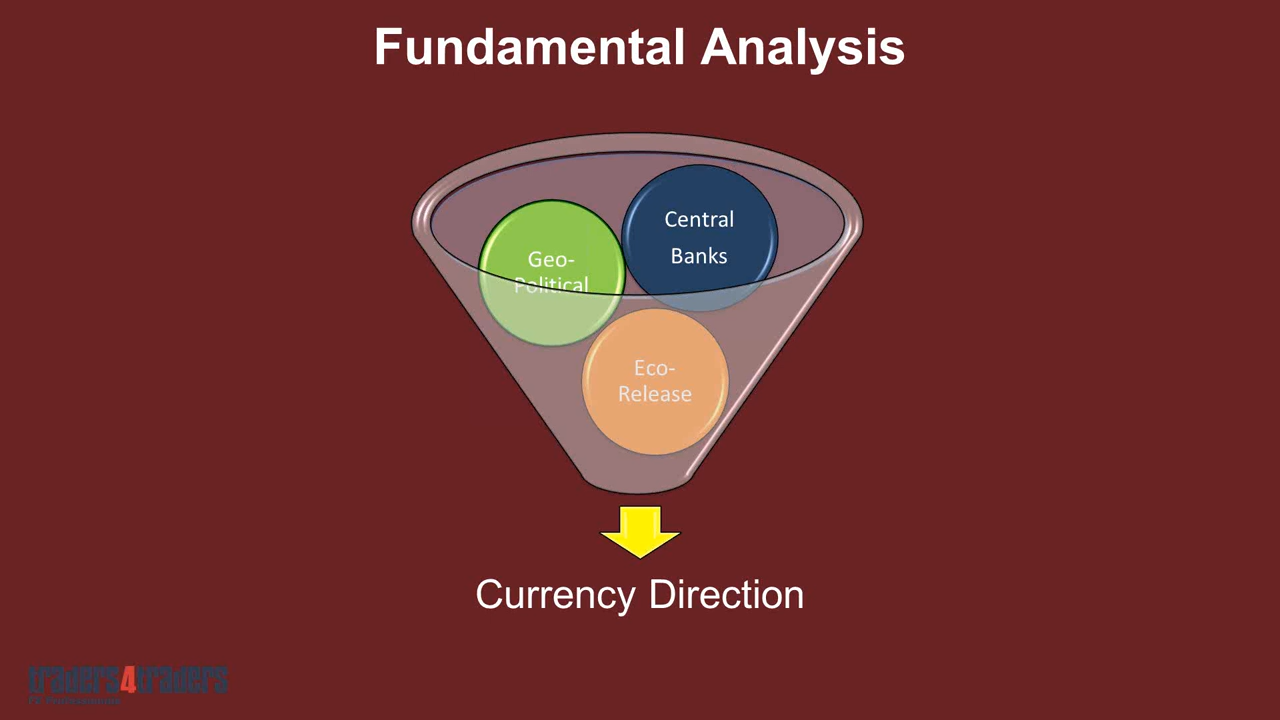 Fundamental Analysis
Central
Banks
Geo-
Political
Eco-
Release
Currency Direction
traders4traders